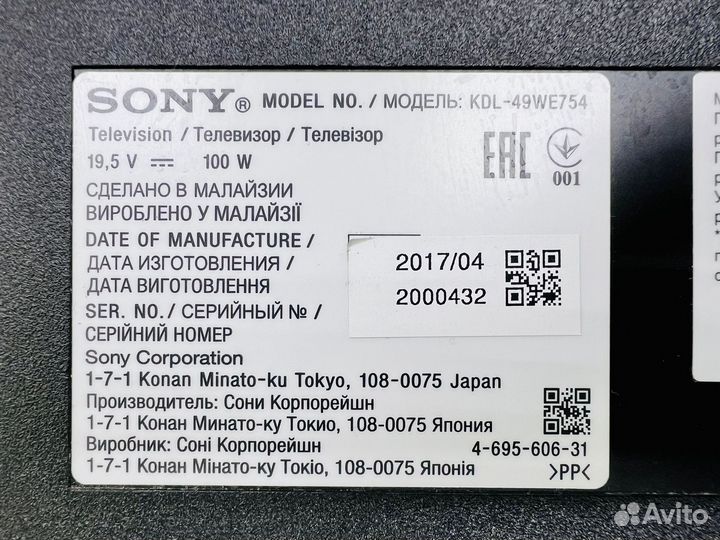 SONY® MODEL NO. / МОДЕЛЬ: KDL-49WE754
Television / Телевизор / Телевізор
19,5 V ⎓ 100 W
EAC
001
СДЕЛАНО В МАЛАЙЗИИ
ВИРОБЛЕНО У МАЛАЙЗІЇ
DATE OF MANUFACTURE /
ДАТА ИЗГОТОВЛЕНИЯ /
ДАТА ВИГОТОВЛЕННЯ
2017/04
2000432
SER. NO./ СЕРИЙНЫЙ № /
СЕРІЙНИЙ НОМЕР
Sony Corporation
1-7-1 Konan Minato-ku Tokyo, 108-0075 Japan
Производитель: Сони Корпорейшн
1-7-1 Конан Минато-ку Токио, 108-0075 Япония
Виробник: Соні Корпорейшн
4-695-606-31
1-7-1 Конан Мінато-ку Токіо, 108-0075 Японія
>PP<
Avito